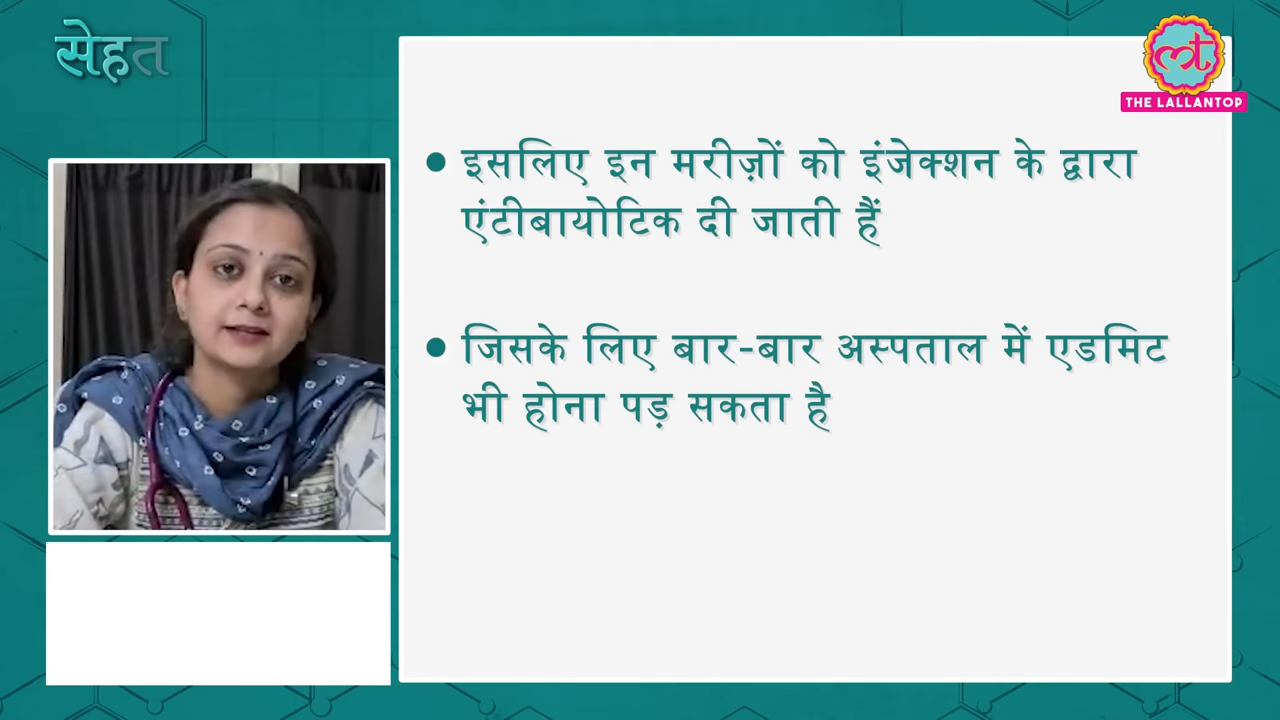 सेहत
THE LALLANTOP
• इसलिए इन मरीज़ों को इंजेक्शन के द्वारा
एंटीबायोटिक दी जाती हैं
• जिसके लिए बार-बार अस्पताल में एडमिट
भी होना पड़ सकता है